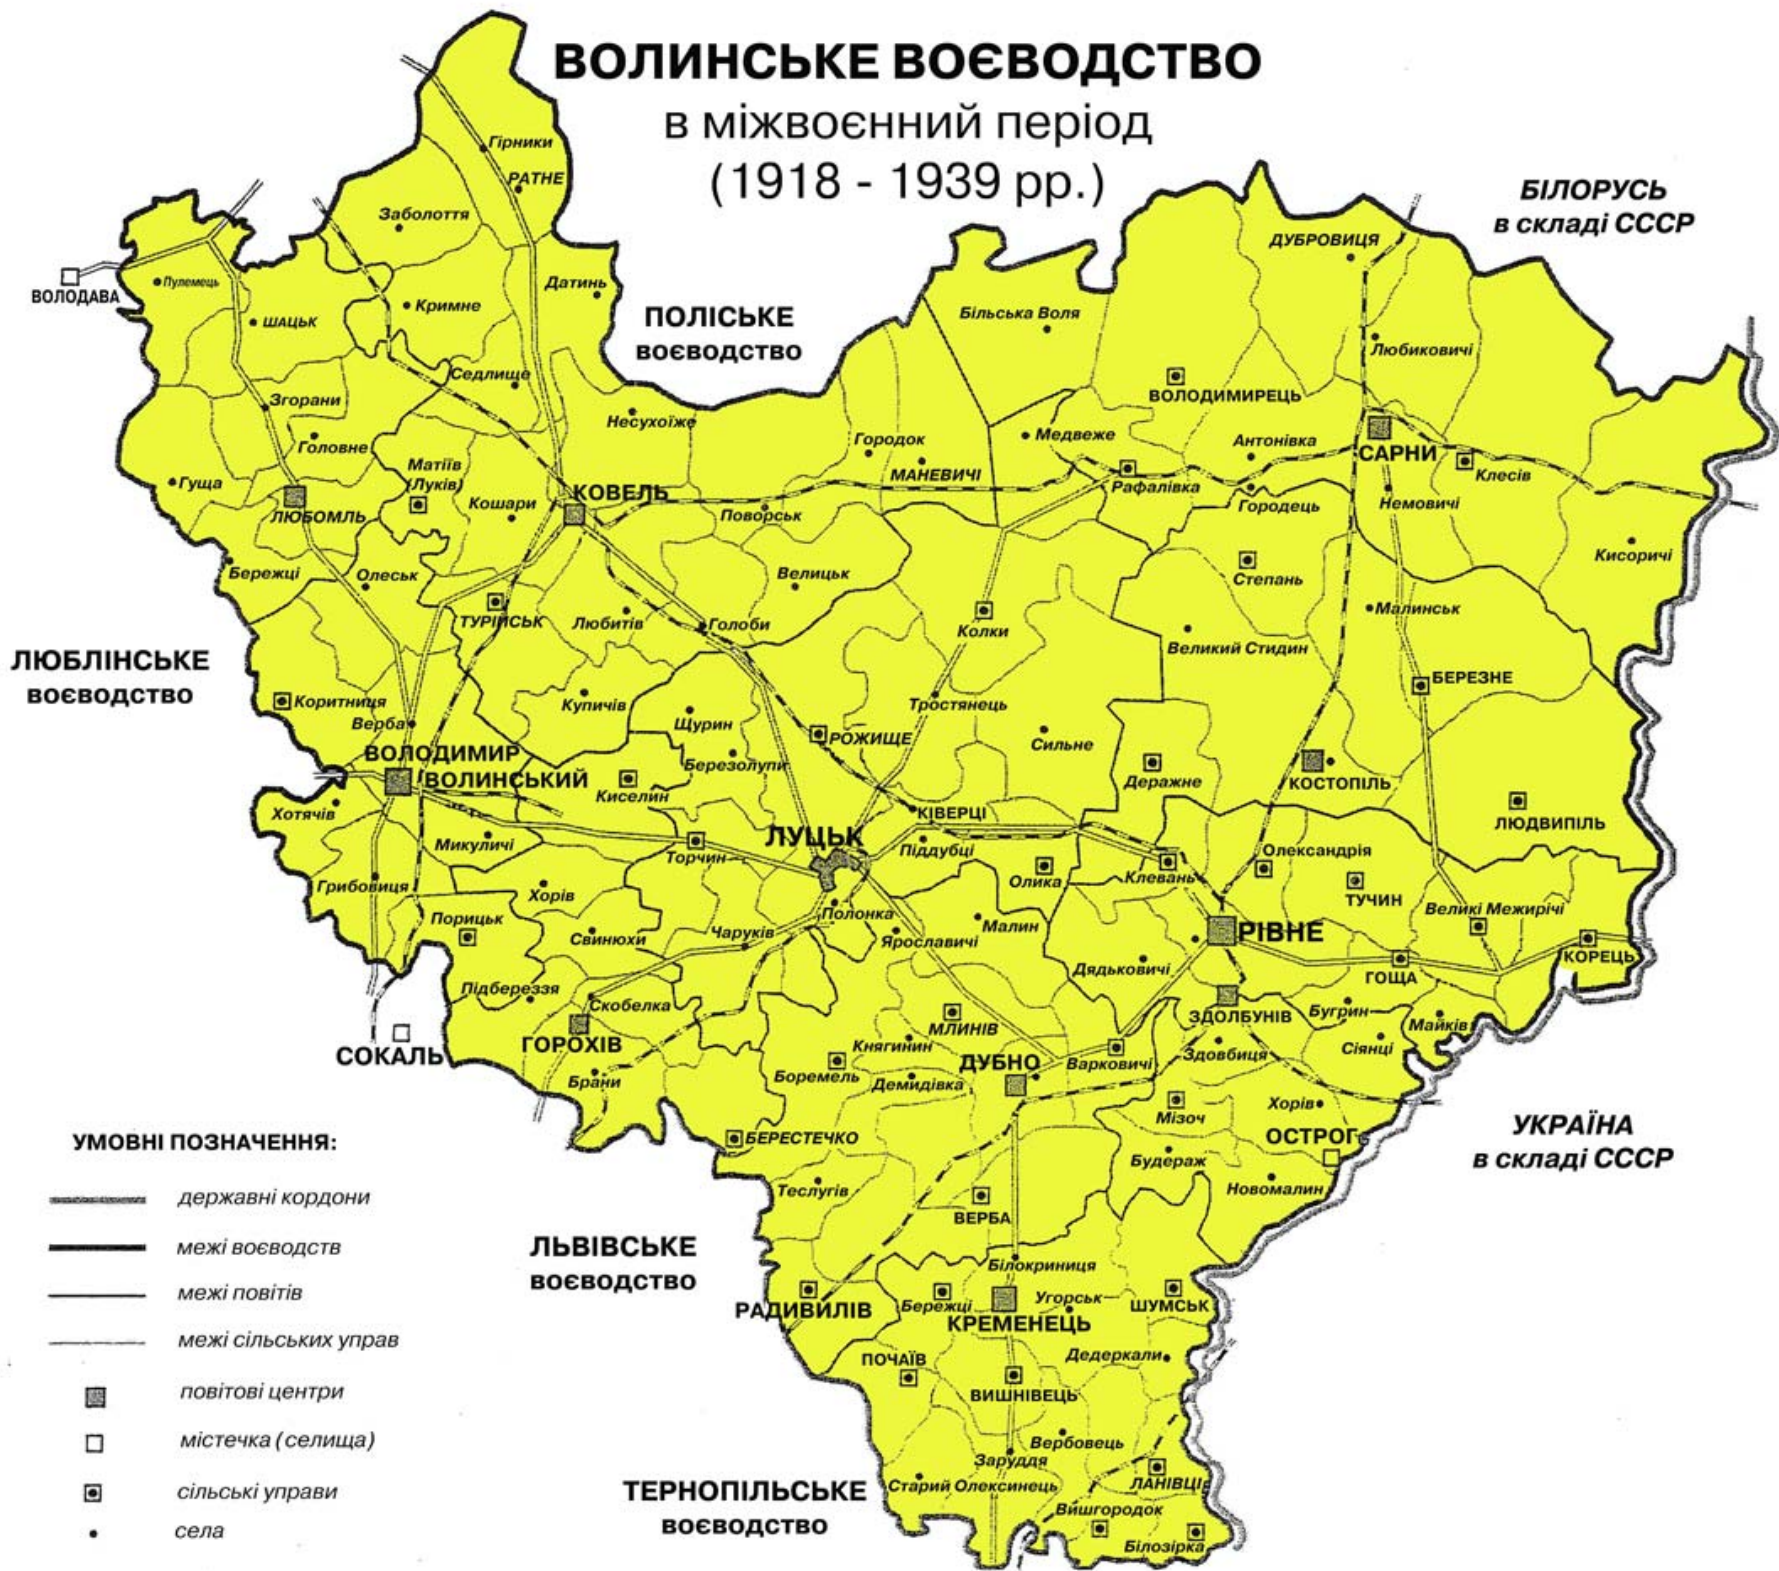 ВОЛИНСЬКЕ ВОЄВОДСТВО
в міжвоєнний період
(1918 - 1939 рр.)
БІЛОРУСЬ
в складі СССР
Гірники
РАТНЕ
Заболоття
ДУБРОВИЦЯ
ВОЛОДАВА
Пулемець
Датинь
Кримне
ШАЦЬК
ПОЛІСЬКЕ
воєводство
Більська Воля
Любиковичі
Седлище
ВОЛОДИМИРЕЦЬ
Згорани
Несухоїже
Головне
Городок
МАНЕВИЧІ
Медвеже
Антонівка
САРНИ
Матіїв
(Луків)
Гуща
КОВЕЛЬ
Рафалівка
Клесів
ЛЮБОМЛЬ
Кошари
Поворськ
Городець
Немовичі
Кисоричі
Бережці
Олеськ
Велицьк
Степань
ТУРІЙСЬК
Любитів
Голоби
Колки
Малинськ
Великий Стидин
ЛЮБЛІНСЬКЕ
воєводство
БЕРЕЗНЕ
Коритниця
Верба
Купичів
Щурин
Тростянець
РОЖИЩЕ
Сильне
ВОЛОДИМИР
ВОЛИНСЬКИЙ
Березолупи
Киселин
Деражне
КОСТОПІЛЬ
Хотячів
КІВЕРЦІ
ЛЮДВИПІЛЬ
Микуличі
ЛУЦЬК
Торчин
Піддубці
Олика
Клевань
Олександрія
Грибовиця
Хорів
ТУЧИН
Порицьк
Полонка
Малин
Великі Межирічі
Свинюхи
Чаруків
Ярославичі
РІВНЕ
КОРЕЦЬ
Дядьковичі
ГОЩА
Підбереззя
Скобелка
ЗДОЛБУНІВ
Бугрин
Майків
МЛИНІВ
СОКАЛЬ
ГОРОХІВ
Княгинин
ДУБНО
Варковичі
Здовбиця
Сіянці
Брани
Боремель
Демидівка
Мізоч
Хорів
ОСТРОГ
УКРАЇНА
в складі СССР
БЕРЕСТЕЧКО
Будераж
Теслугів
Новомалин
ВЕРБА
ЛЬВІВСЬКЕ
воєводство
Білокриниця
РАДИВИЛІВ
Бережці
Угорськ
ШУМСЬК
КРЕМЕНЕЦЬ
ПОЧАЇВ
Дедеркали
ВИШНІВЕЦЬ
Вербовець
Заруддя
Старий Олексинець
ЛАНІВЦІ
ТЕРНОПІЛЬСЬКЕ
воєводство
Вишгородок
Білозірка
УМОВНІ ПОЗНАЧЕННЯ:
державні кордони
межі воєводств
межі повітів
межі сільських управ
повітові центри
містечка (селища)
сільські управи
села